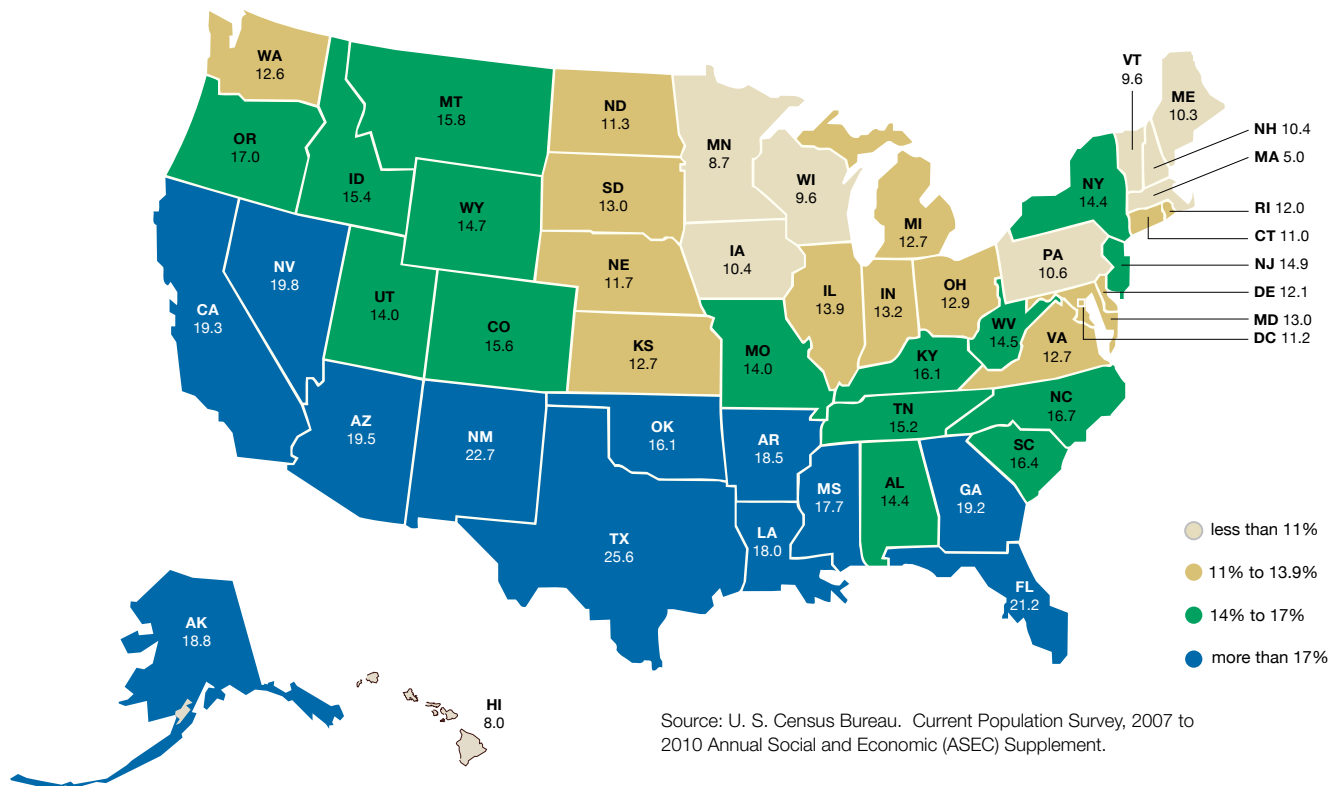 WA
12.6
MT
15.8
ND
11.3
MN
8.7
VT
9.6
ME
10.3
NH 10.4
MA 5.0
OR
17.0
ID
15.4
WY
14.7
SD
13.0
WI
9.6
MI
12.7
NY
14.4
RI 12.0
CT 11.0
NJ 14.9
DE 12.1
MD 13.0
DC 11.2
NV
19.8
CA
19.3
UT
14.0
CO
15.6
NE
11.7
IA
10.4
IL
13.9
IN
13.2
OH
12.9
PA
10.6
KS
12.7
MO
14.0
KY
16.1
WV
14.5
VA
12.7
AZ
19.5
NM
22.7
OK
16.1
AR
18.5
TN
15.2
NC
16.7
SC
16.4
TX
25.6
LA
18.0
MS
17.7
AL
14.4
GA
19.2
FL
21.2
AK
18.8
HI
8.0
less than 11%
11% to 13.9%
14% to 17%
more than 17%
Source: U. S. Census Bureau. Current Population Survey, 2007 to
2010 Annual Social and Economic (ASEC) Supplement.